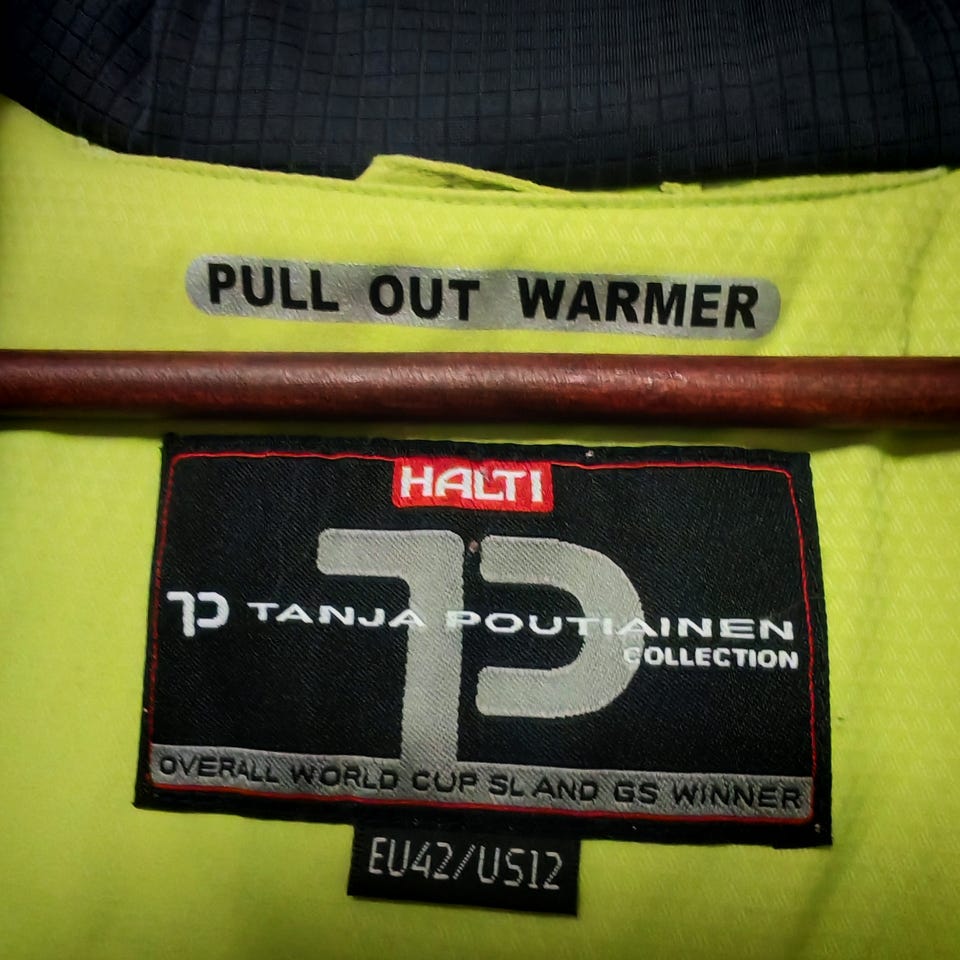 PULL OUT WARMER
HALTI
TP
TP TANJA POUTIAINEN
COLLECTION
OVERALL WORLD CUP SL AND GS WINNER
EU42/US12